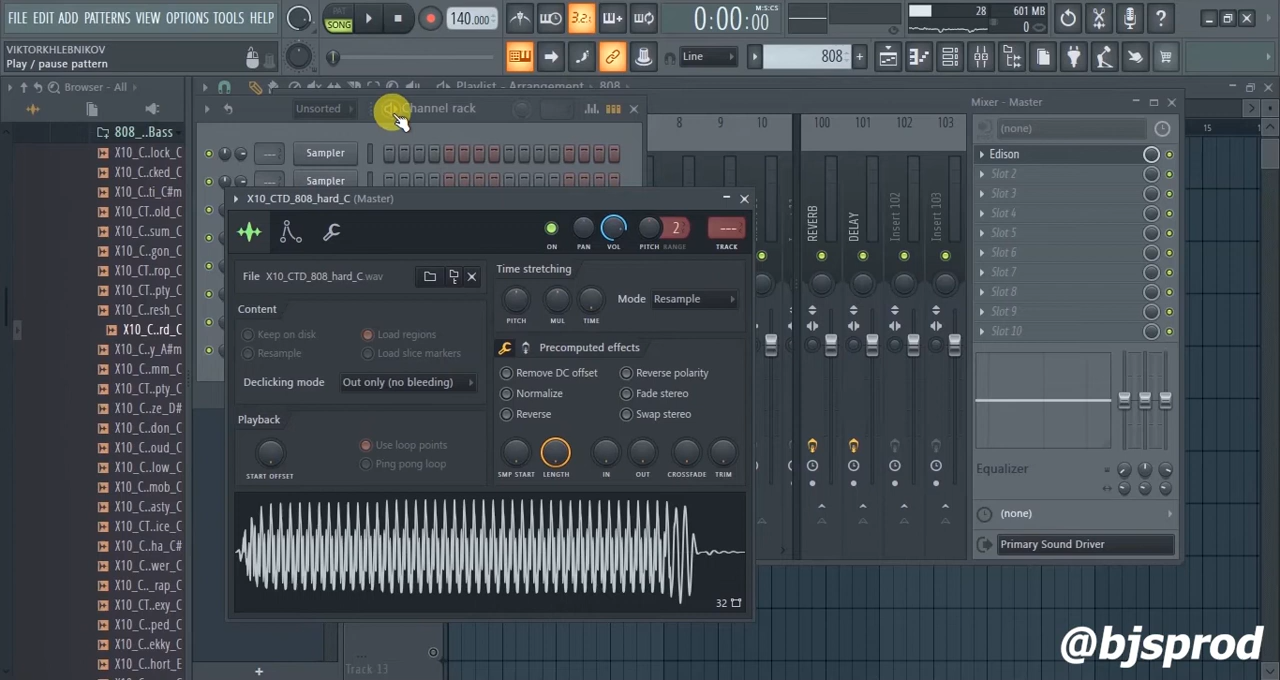 FILE EDIT ADD PATTERNS VIEW OPTIONS TOOLS HELP
PAT
SONG
140.000
3.2:
0:00:00
M:S:CS
28
601 MB
0
VIKTORKHLEBNIKOV
Play / pause pattern
Line
808
Browser - All
Playlist - Arrangement
808
Unsorted
Channel rack
Mixer - Master
Sampler
Sampler
8
9
10
100
101
102
103
15
808_..Bass
X10_C..lock_C
X10_C..cked_C
X10_C..ti_C#m
X10_CT..old_C
X10_C..sum_C
X10_C..gon_C
X10_CT..rop_C
X10_CT..pty_C
X10_C..resh_C
X10_C..rd_C
X10_C..y_A#m
X10_C..mm_C
X10_CT..pty_C
X10_C..ze_D#
X10_C..don_C
X10_C..oud_C
X10_C..low_C
X10_C..mob_C
X10_C..asty_C
X10_CT..ice_C
X10_C..ha_C#
X10_C..wer_C
X10_C.._rap_C
X10_CT..exy_C
X10_C..ped_C
X10_C..ekky_C
X10_C..hort_E
X10_CTD_808_hard_C (Master)
ON
PAN
VOL
PITCH
RANGE
2
---
TRACK
File
X10_CTD_808_hard_C.wav
Content
Keep on disk
Load regions
Resample
Load slice markers
Declicking mode
Out only (no bleeding)
Playback
Use loop points
Ping pong loop
START OFFSET
Time stretching
PITCH
MUL
TIME
Mode
Resample
Precomputed effects
Remove DC offset
Reverse polarity
Normalize
Fade stereo
Reverse
Swap stereo
SMP START
LENGTH
IN
OUT
CROSSFADE
TRIM
32
REVERB
DELAY
Insert 102
Insert 103
(none)
Edison
Slot 2
Slot 3
Slot 4
Slot 5
Slot 6
Slot 7
Slot 8
Slot 9
Slot 10
Equalizer
(none)
Primary Sound Driver
Track 13
@bjsprod